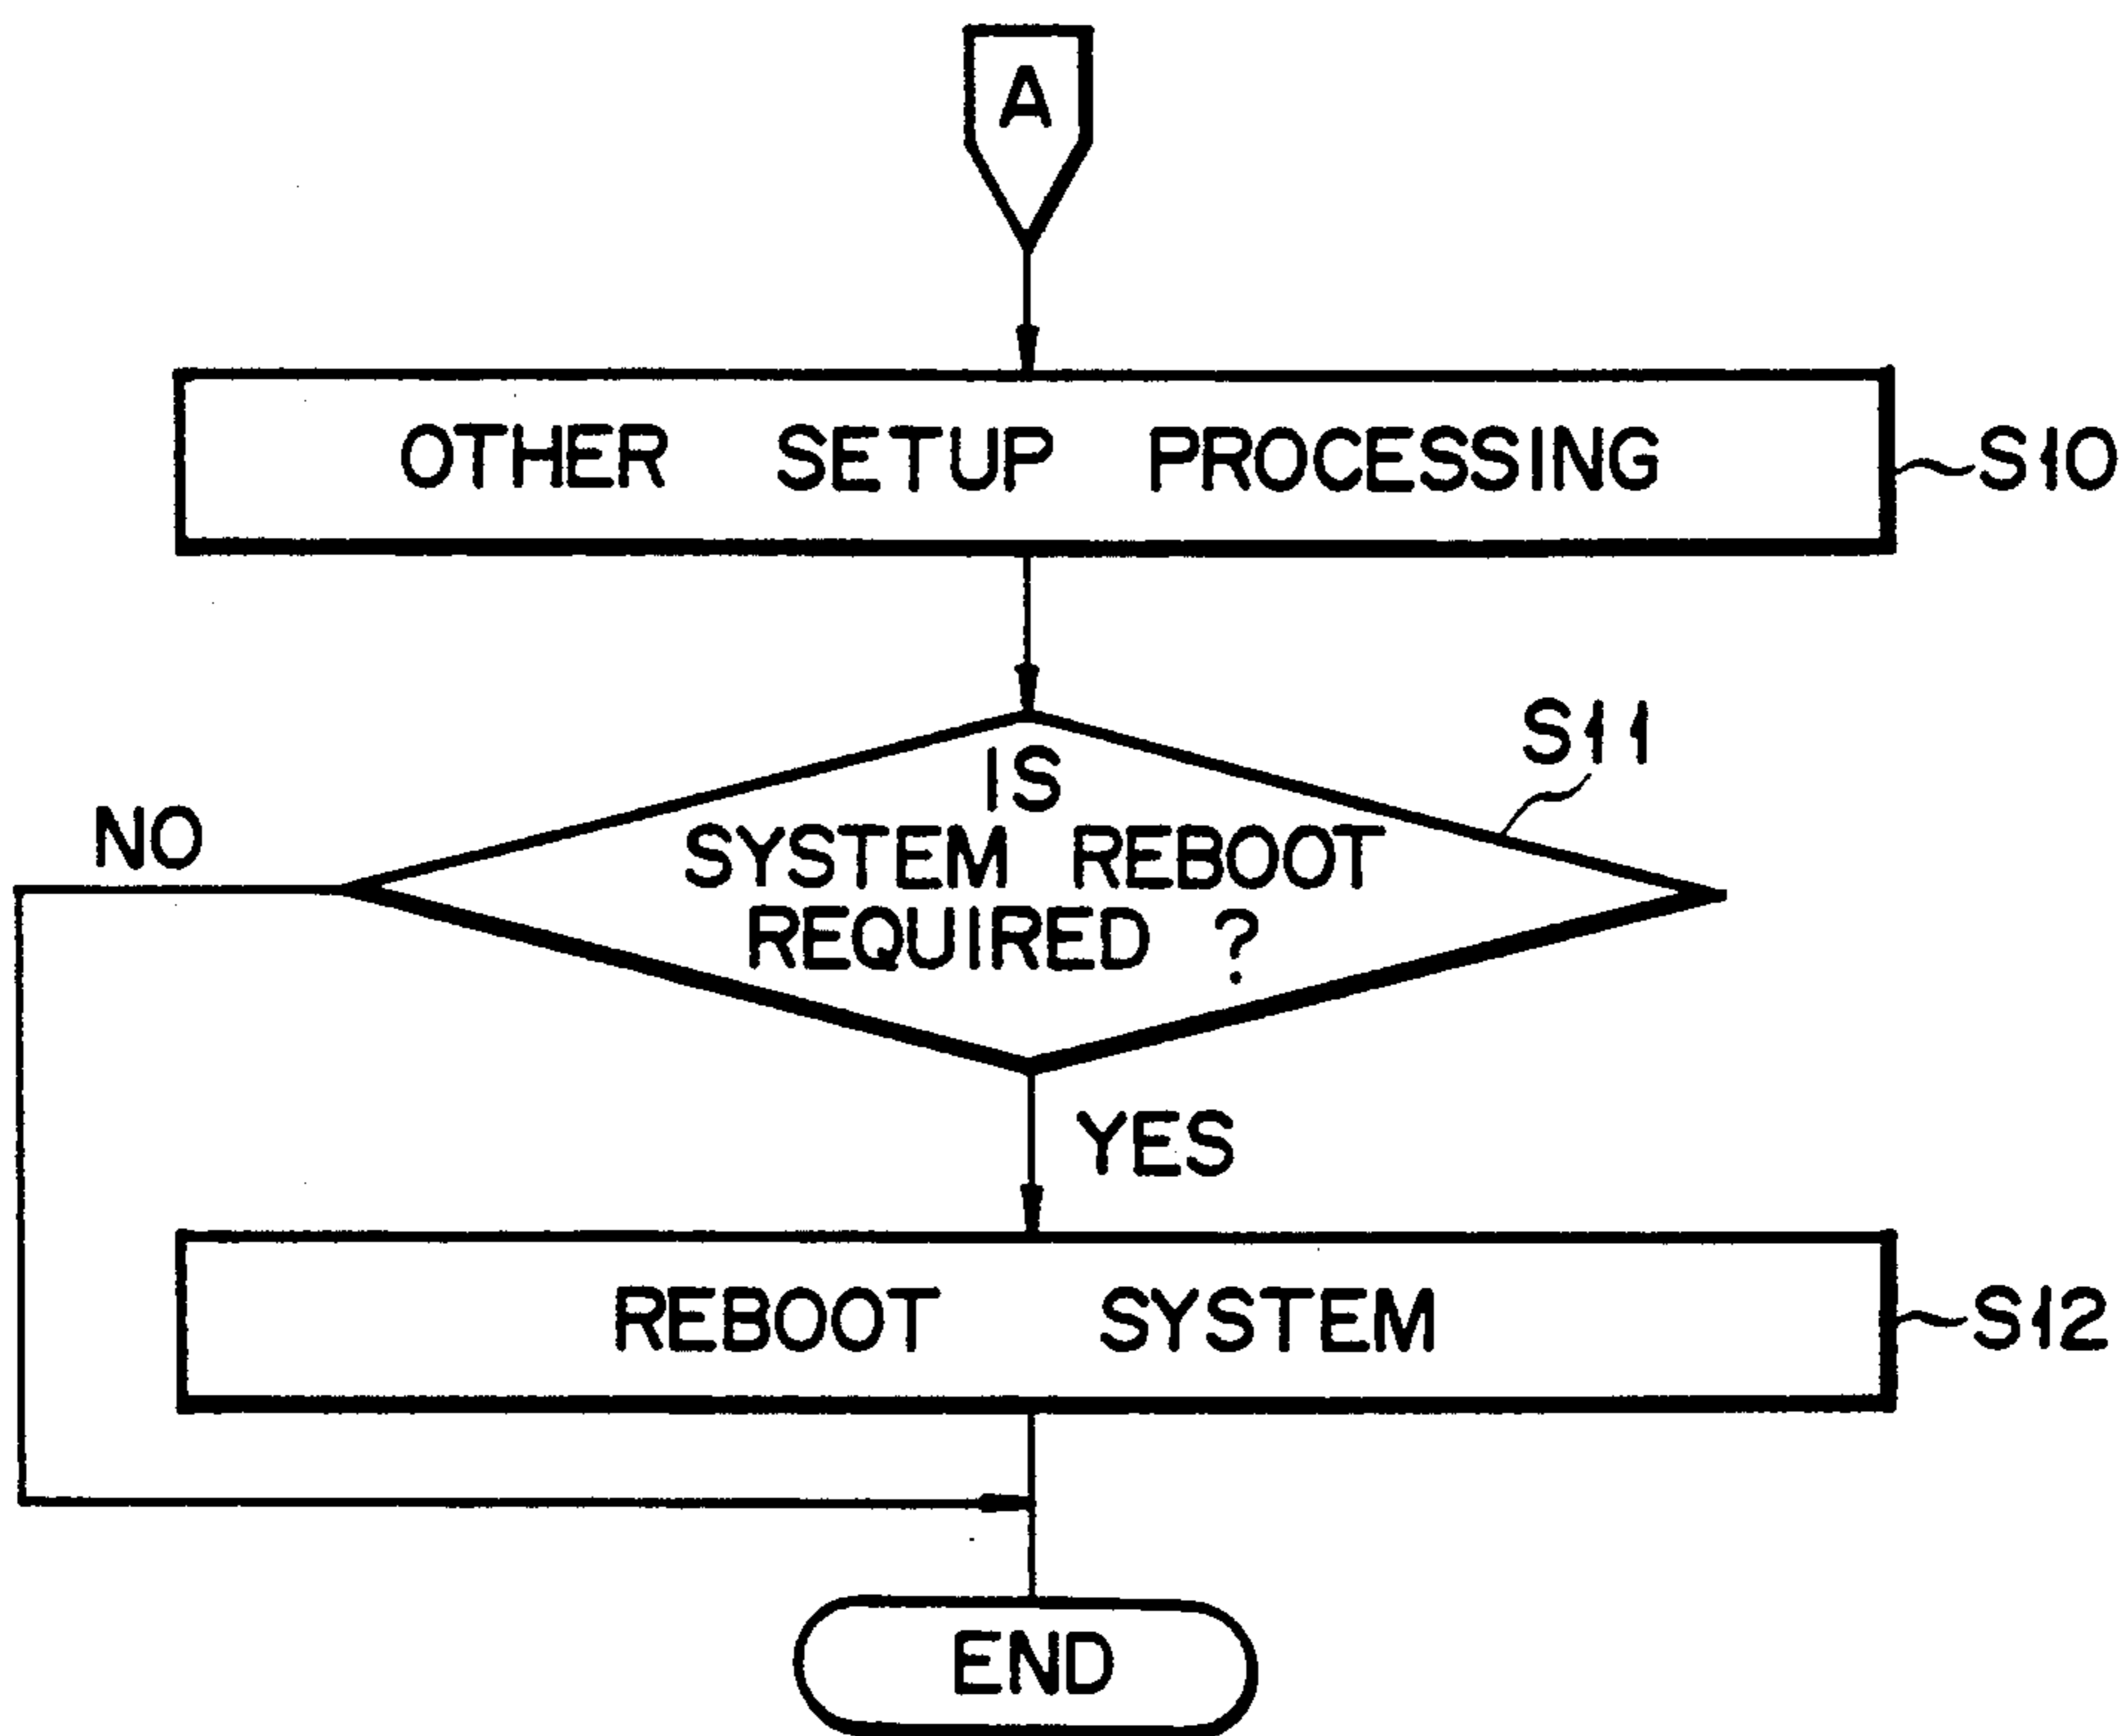 A
OTHER SETUP PROCESSING
S10
S11
IS
SYSTEM REBOOT
REQUIRED ?
NO
YES
REBOOT SYSTEM
S12
END